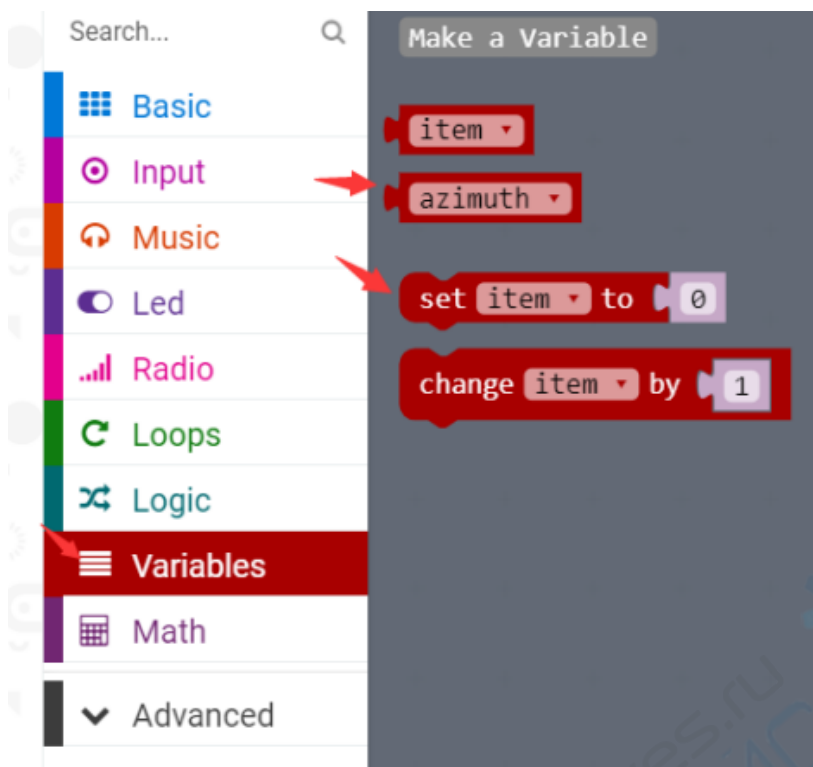 Search...
Basic
Input
Music
Led
Radio
Loops
Logic
Variables
Math
Advanced
Make a Variable
item
azimuth
set item to 0
change item by 1